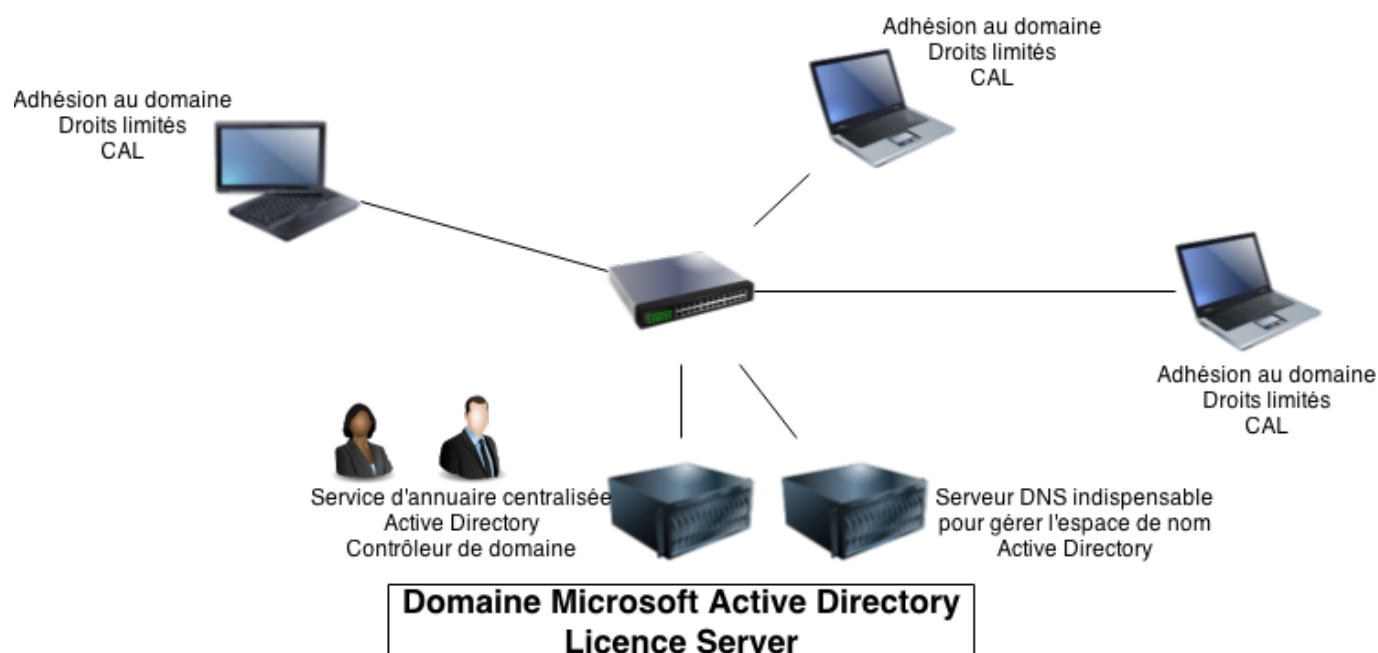 Adhésion au domaine
Droits limités
CAL
Adhésion au domaine
Droits limités
CAL
Adhésion au domaine
Droits limités
CAL
Service d'annuaire centralisée
Active Directory
Contrôleur de domaine
Serveur DNS indispensable
pour gérer l'espace de nom
Active Directory
Domaine Microsoft Active Directory
Licence Server